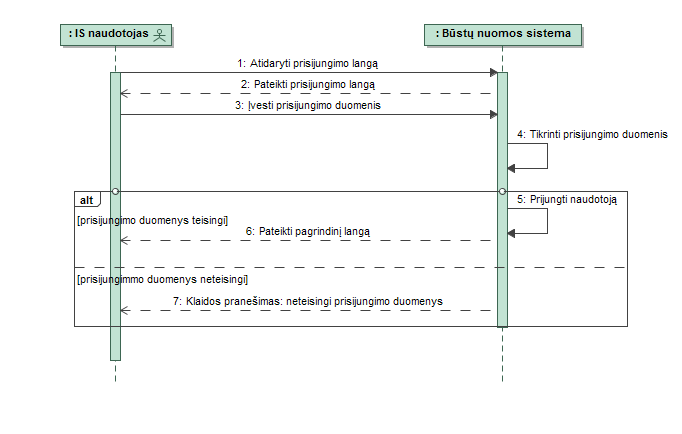 : IS naudotojas
: Būstų nuomos sistema
1: Atidaryti prisijungimo langą
2: Pateikti prisijungimo langą
3: Įvesti prisijungimo duomenis
4: Tikrinti prisijungimo duomenis
alt
5: Prijungti naudotoją
[prisijungimo duomenys teisingi]
6: Pateikti pagrindinį langą
[prisijungimmo duomenys neteisingi]
7: Klaidos pranešimas: neteisingi prisijungimo duomenys